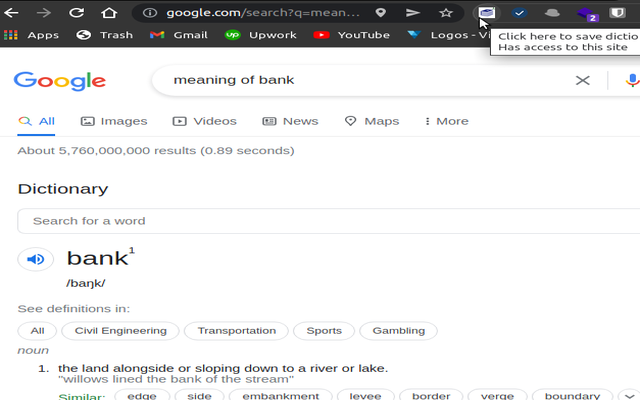 google.com/search?q=mean...
2
Click here to save dictio
Has access to this site
Apps Trash Gmail up Upwork YouTube Logos - Vi
Google meaning of bank
All Images Videos News Maps More
About 5,760,000,000 results (0.89 seconds)
Dictionary
Search for a word
bank1
/baŋk/
See definitions in:
All Civil Engineering Transportation Sports Gambling
noun
1. the land alongside or sloping down to a river or lake.
"willows lined the bank of the stream"
Similar: edge side embankment levee border verge boundary